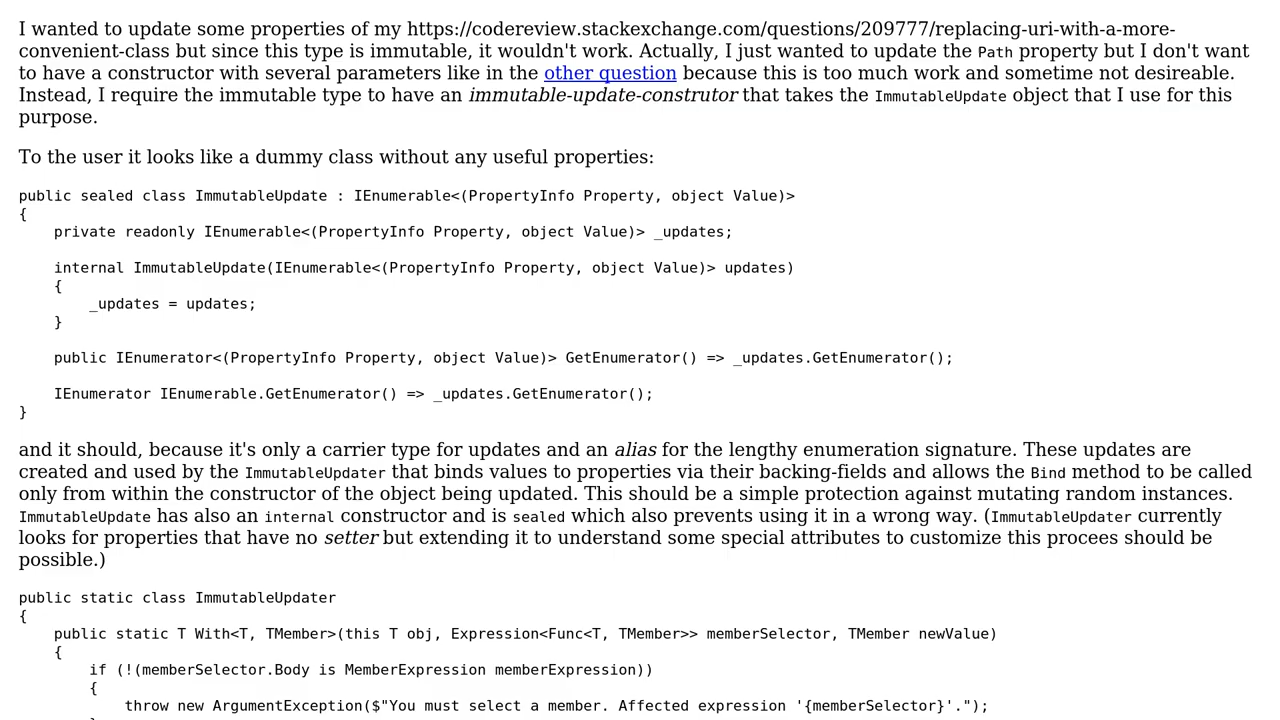 I wanted to update some properties of my https://codereview.stackexchange.com/questions/209777/replacing-uri-with-a-more-
convenient-class but since this type is immutable, it wouldn't work. Actually, I just wanted to update the Path property but I don't want
to have a constructor with several parameters like in the other question because this is too much work and sometime not desireable.
Instead, I require the immutable type to have an immutable-update-construtor that takes the ImmutableUpdate object that I use for this
purpose.
To the user it looks like a dummy class without any useful properties:
public sealed class ImmutableUpdate : IEnumerable<(PropertyInfo Property, object Value)>
{
    private readonly IEnumerable<(PropertyInfo Property, object Value)> _updates;
    internal ImmutableUpdate(IEnumerable<(PropertyInfo Property, object Value)> updates)
    {
        _updates = updates;
    }
    public IEnumerator<(PropertyInfo Property, object Value)> GetEnumerator() => _updates.GetEnumerator();
    IEnumerator IEnumerable.GetEnumerator() => _updates.GetEnumerator();
}
and it should, because it's only a carrier type for updates and an alias for the lengthy enumeration signature. These updates are
created and used by the ImmutableUpdater that binds values to properties via their backing-fields and allows the Bind method to be called
only from within the constructor of the object being updated. This should be a simple protection against mutating random instances.
ImmutableUpdate has also an internal constructor and is sealed which also prevents using it in a wrong way. (ImmutableUpdater currently
looks for properties that have no setter but extending it to understand some special attributes to customize this procees should be
possible.)
public static class ImmutableUpdater
{
    public static T With<T, TMember>(this T obj, Expression<Func<T, TMember>> memberSelector, TMember newValue)
    {
        if (!(memberSelector.Body is MemberExpression memberExpression))
        {
            throw new ArgumentException($"You must select a member. Affected expression '{memberSelector}'.");